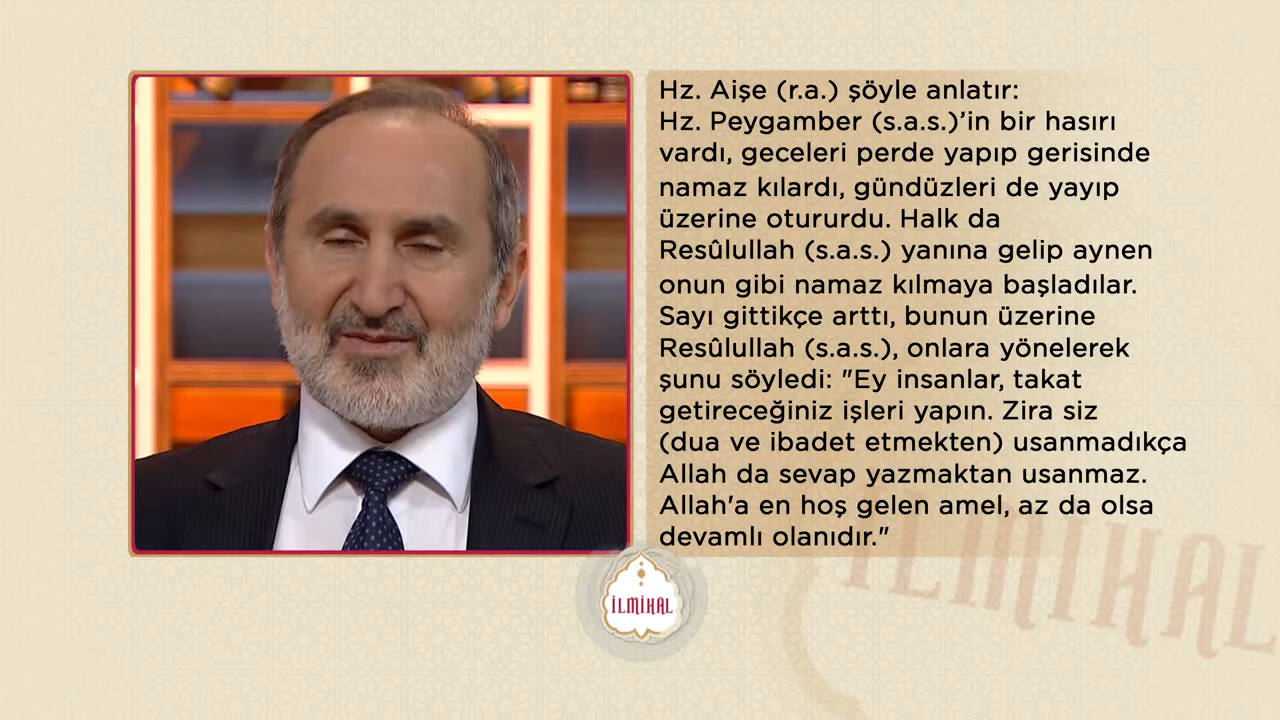 Hz. Aişe (r.a.) şöyle anlatır:
Hz. Peygamber (s.a.s.)’in bir hasırı
vardı, geceleri perde yapıp gerisinde
namaz kılardı, gündüzleri de yayıp
üzerine otururdu. Halk da
Resûlullah (s.a.s.) yanına gelip aynen
onun gibi namaz kılmaya başladılar.
Sayı gittikçe arttı, bunun üzerine
Resûlullah (s.a.s.), onlara yönelerek
şunu söyledi: "Ey insanlar, takat
getireceğiniz işleri yapın. Zira siz
(dua ve ibadet etmekten) usanmadıkça
Allah da sevap yazmaktan usanmaz.
Allah'a en hoş gelen amel, az da olsa
devamlı olanıdır."
İLMİHAL
İLMİHAL